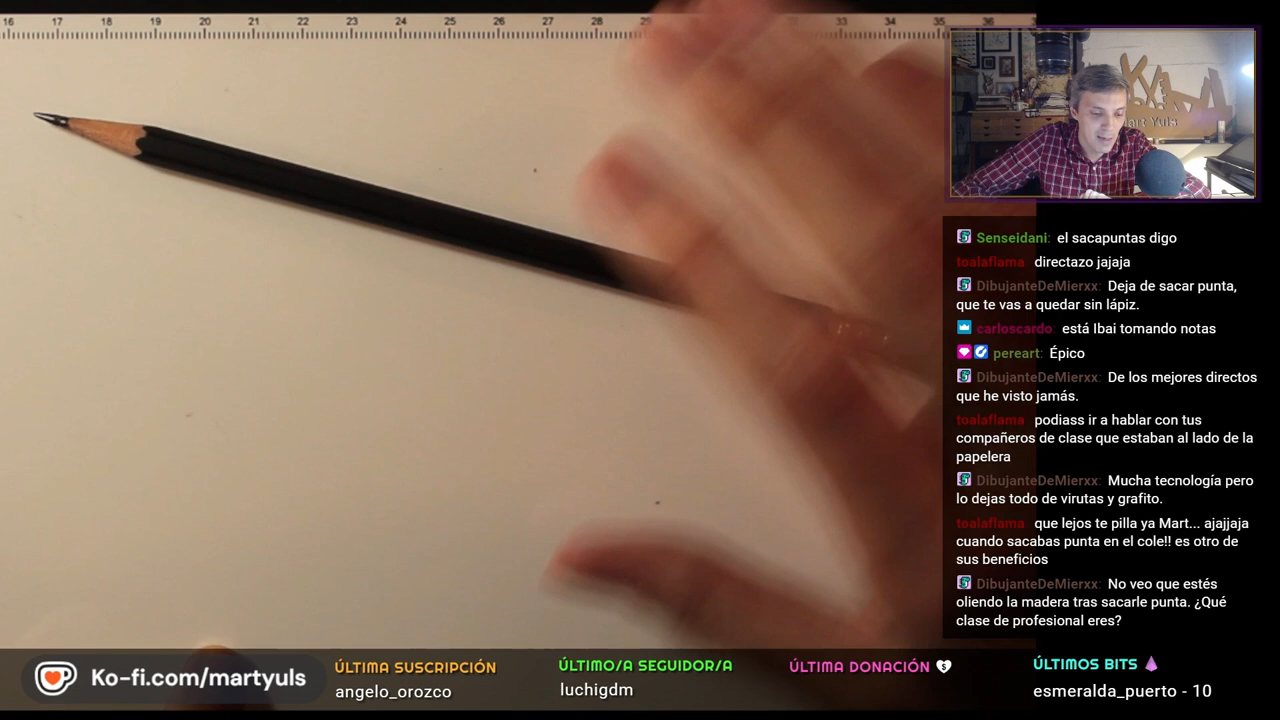 16 17 18 19 20 21 22 23 24 25 26 27 28 29 33 34 35 36
Mart Yuls
Senseidani: el sacapuntas digo
toalaflama directazo jajaja
DibujanteDeMierxx: Deja de sacar punta,
que te vas a quedar sin lápiz.
carloscardo: está Ibai tomando notas
pereart: Épico
DibujanteDeMierxx: De los mejores directos
que he visto jamás.
toalaflama podiass ir a hablar con tus
compañeros de clase que estaban al lado de la
papelera
DibujanteDeMierxx: Mucha tecnología pero
lo dejas todo de virutas y grafito.
toalaflama que lejos te pilla ya Mart... ajajjaja
cuando sacabas punta en el cole!! es otro de
sus beneficios
DibujanteDeMierxx: No veo que estés
oliendo la madera tras sacarle punta. ¿Qué
clase de profesional eres?
Ko-fi.com/martyuls
ÚLTIMA SUSCRIPCIÓN
angelo_orozco
ÚLTIMO/A SEGUIDOR/A
luchigdm
ÚLTIMA DONACIÓN
ÚLTIMOS BITS
esmeralda_puerto - 10